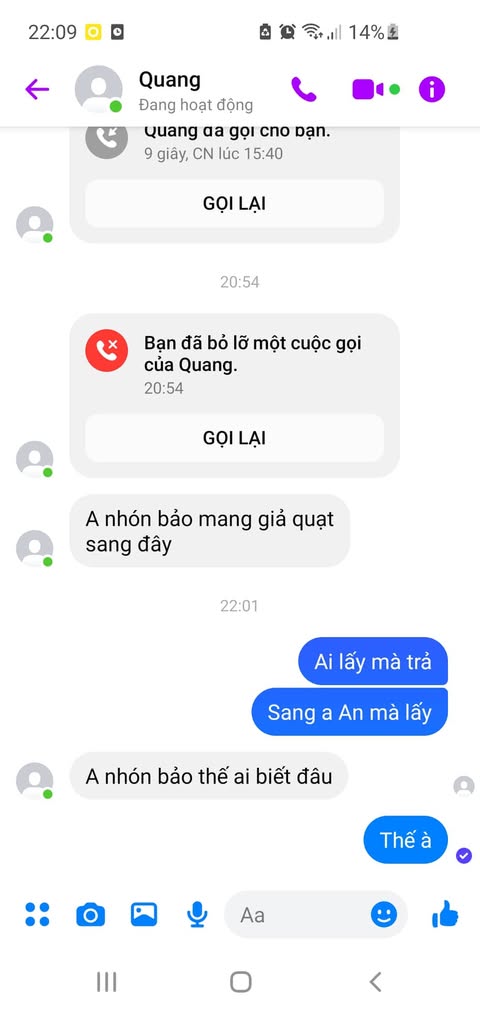 22:09
14%
Quang
Đang hoạt động
Quang đã gọi cho bạn.
9 giây, CN lúc 15:40
GỌI LẠI
20:54
Bạn đã bỏ lỡ một cuộc gọi
của Quang.
20:54
GỌI LẠI
A nhón bảo mang giả quạt
sang đây
22:01
Ai lấy mà trả
Sang a An mà lấy
A nhón bảo thế ai biết đâu
Thế à
Aa